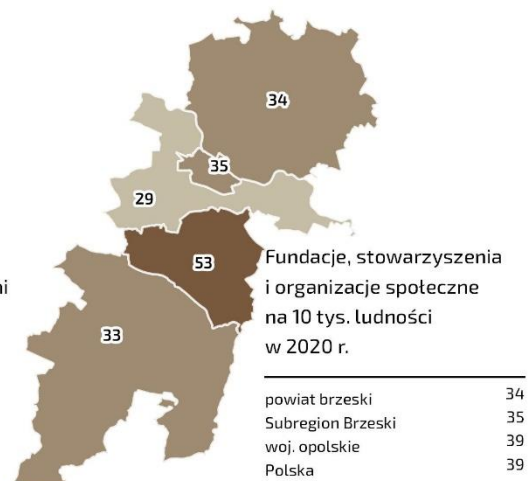 34
35
29
53
33
ni
Fundacje, stowarzyszenia
i organizacje społeczne
na 10 tys. ludności
w 2020 r.
powiat brzeski 34
Subregion Brzeski 35
woj. opolskie 39
Polska 39